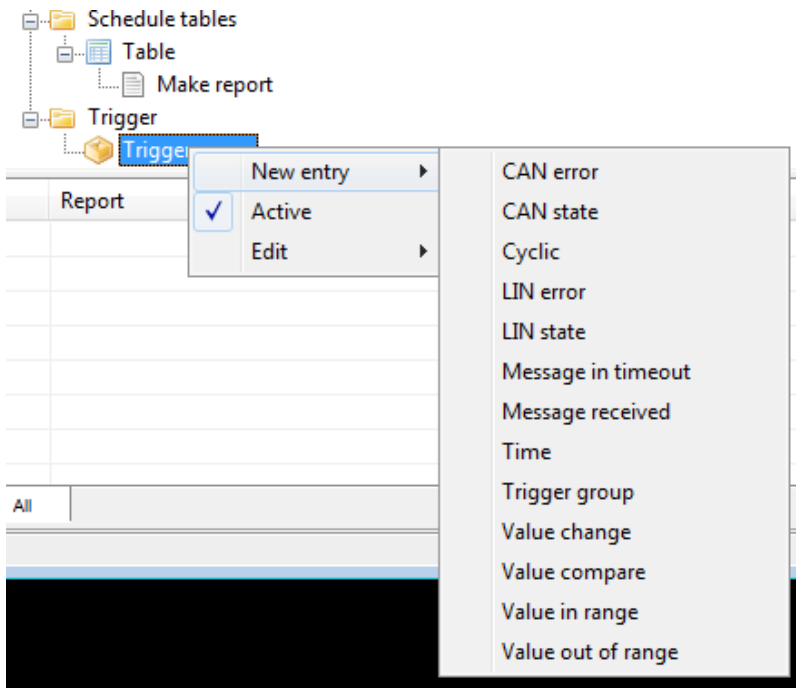 Schedule tables
Table
Make report
Trigger
Trigger
New entry
Active
Edit
Report
All
CAN error
CAN state
Cyclic
LIN error
LIN state
Message in timeout
Message received
Time
Trigger group
Value change
Value compare
Value in range
Value out of range